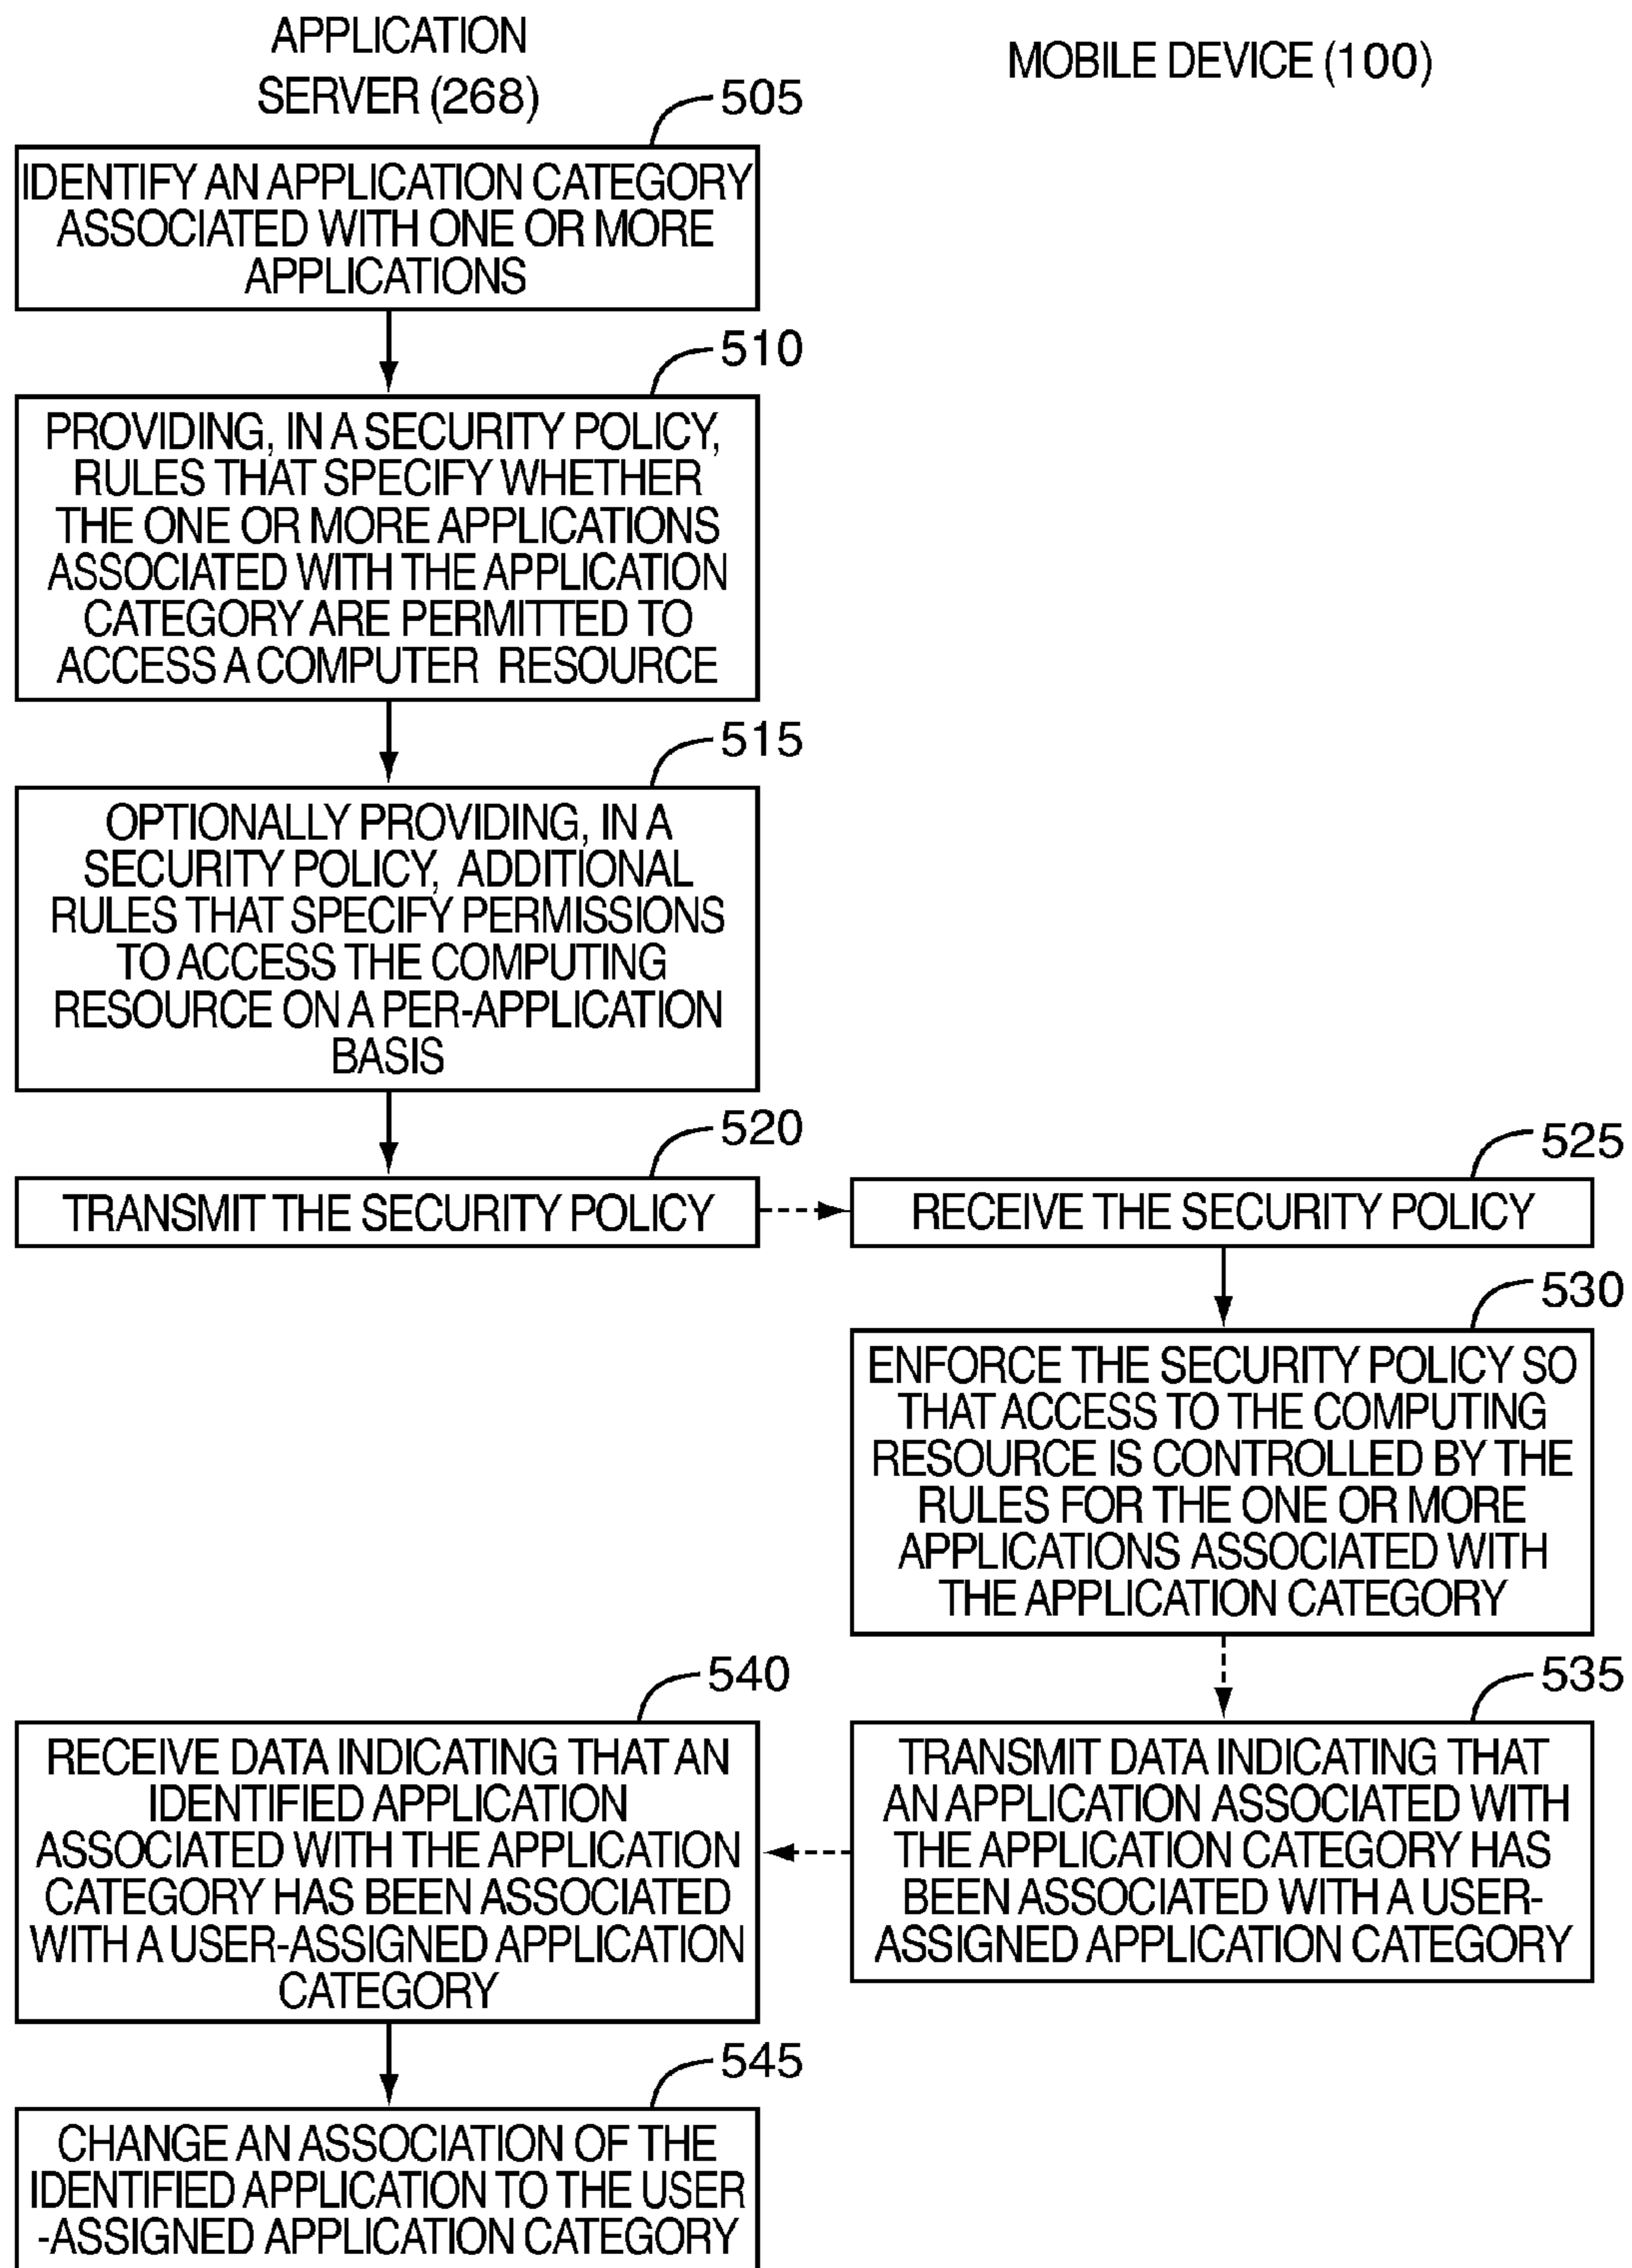 APPLICATION
SERVER (268)
MOBILE DEVICE (100)
505
IDENTIFY AN APPLICATION CATEGORY
ASSOCIATED WITH ONE OR MORE
APPLICATIONS
510
PROVIDING, IN A SECURITY POLICY,
RULES THAT SPECIFY WHETHER
THE ONE OR MORE APPLICATIONS
ASSOCIATED WITH THE APPLICATION
CATEGORY ARE PERMITTED TO
ACCESS A COMPUTER RESOURCE
515
OPTIONALLY PROVIDING, IN A
SECURITY POLICY, ADDITIONAL
RULES THAT SPECIFY PERMISSIONS
TO ACCESS THE COMPUTING
RESOURCE ON A PER-APPLICATION
BASIS
520
TRANSMIT THE SECURITY POLICY
525
RECEIVE THE SECURITY POLICY
530
ENFORCE THE SECURITY POLICY SO
THAT ACCESS TO THE COMPUTING
RESOURCE IS CONTROLLED BY THE
RULES FOR THE ONE OR MORE
APPLICATIONS ASSOCIATED WITH
THE APPLICATION CATEGORY
535
TRANSMIT DATA INDICATING THAT
AN APPLICATION ASSOCIATED WITH
THE APPLICATION CATEGORY HAS
BEEN ASSOCIATED WITH A USER-
ASSIGNED APPLICATION CATEGORY
540
RECEIVE DATA INDICATING THAT AN
IDENTIFIED APPLICATION
ASSOCIATED WITH THE APPLICATION
CATEGORY HAS BEEN ASSOCIATED
WITH A USER-ASSIGNED APPLICATION
CATEGORY
545
CHANGE AN ASSOCIATION OF THE
IDENTIFIED APPLICATION TO THE USER
-ASSIGNED APPLICATION CATEGORY